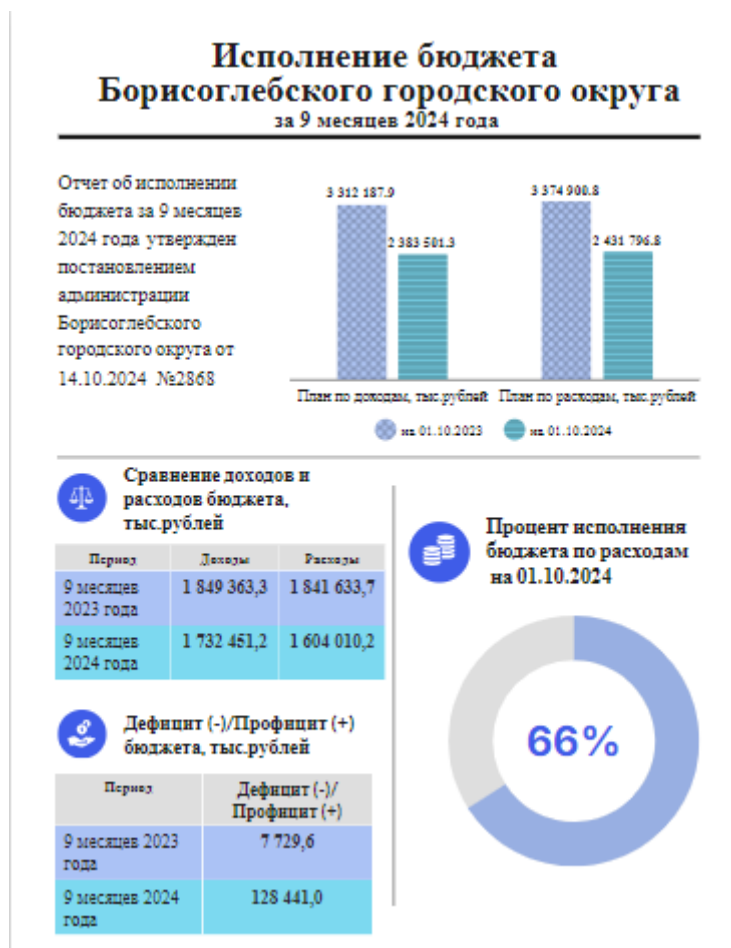 Исполнение бюджета
Борисоглебского городского округа
за 9 месяцев 2024 года
Отчет об исполнении
бюджета за 9 месяцев
2024 года утвержден
постановлением
администрации
Борисоглебского
городского округа от
14.10.2024 №2868
3 312 187.9
2 383 501.3
3 374 900.8
2 431 796.8
План по доходам, тыс.рублей
План по расходам, тыс.рублей
на 01.10.2023
на 01.10.2024
Сравнение доходов и
расходов бюджета,
тыс.рублей
Период Доходы Расходы
9 месяцев
2023 года
1 849 363,3
1 841 633,7
9 месяцев
2024 года
1 732 451,2
1 604 010,2
Дефицит (-)/Профицит (+)
бюджета, тыс.рублей
Период
Дефицит (-)/
Профицит (+)
9 месяцев 2023
года
7 729,6
9 месяцев 2024
года
128 441,0
Процент исполнения
бюджета по расходам
на 01.10.2024
66%